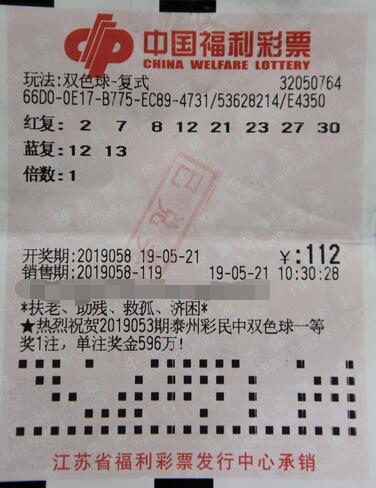 中国福利彩票
CHINA WELFARE LOTTERY
玩法:双色球-复式 32050764
66D0-0E17-B775-EC89-4731/53628214/E4350
红复: 2 7 8 12 21 23 27 30
蓝复: 12 13
倍数:1
已兑
开奖期:2019058 19-05-21 ¥:112
销售期:2019058-119 19-05-21 10:30:28
*扶老、助残、救孤、济困*
★热烈祝贺2019053期泰州彩民中双色球一等
奖1注,单注奖金596万!
江苏省福利彩票发行中心承销